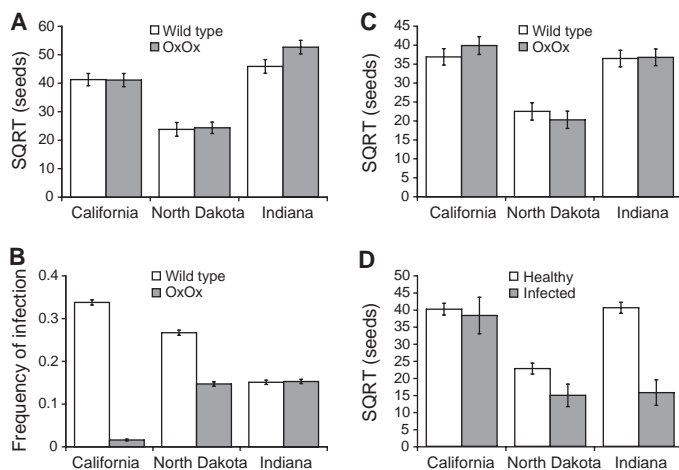 A
Wild type
OxOx
SQRT (seeds)
60
50
40
30
20
10
0
California North Dakota Indiana
C
Wild type
OxOx
SQRT (seeds)
45
40
35
30
25
20
15
10
5
0
California North Dakota Indiana
B
Wild type
OxOx
Frequency of infection
0.4
0.3
0.2
0.1
0
California North Dakota Indiana
D
Healthy
Infected
SQRT (seeds)
50
45
40
35
30
25
20
15
10
5
0
California North Dakota Indiana